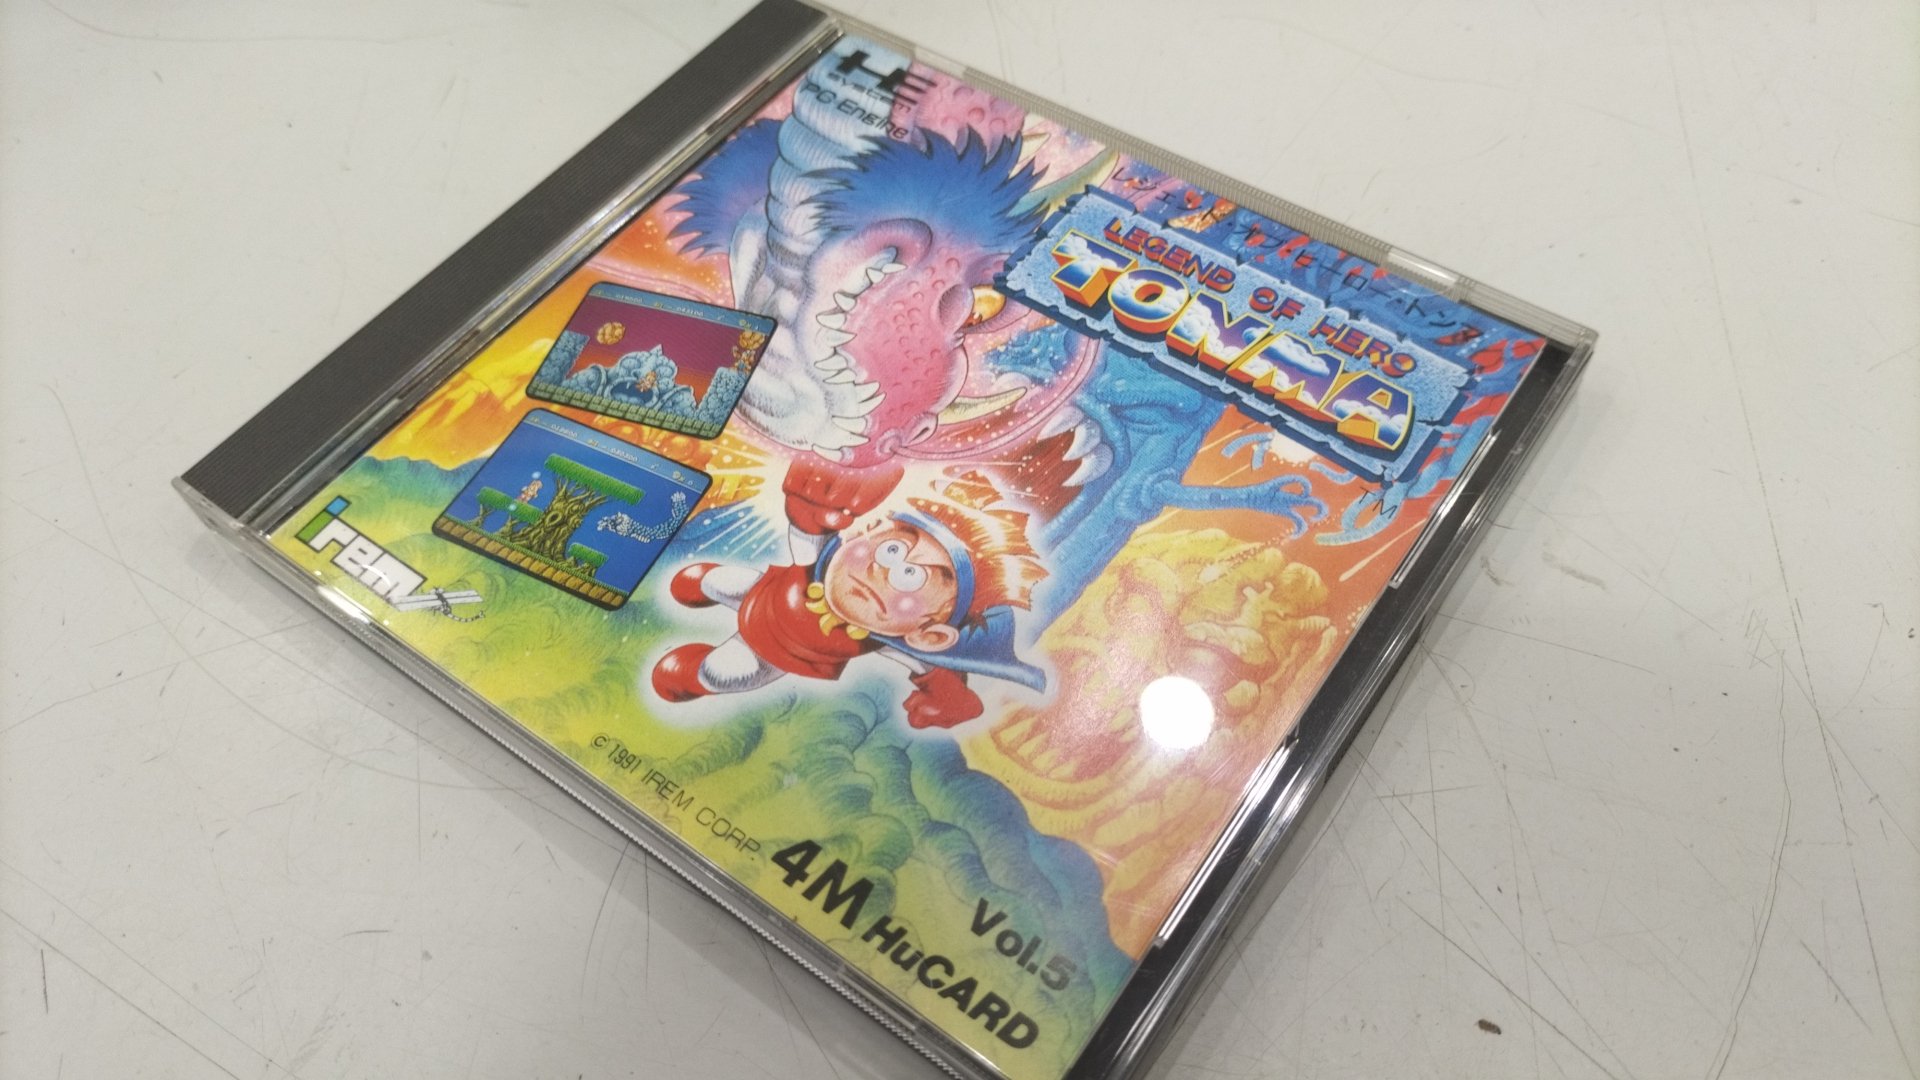 HE
system
PC Engine
レジェンド・オブ・ヒーロー・トンマ
LEGEND OF HERO
TONMA
TM
irem
© 1991 IREM CORP.
Vol.5
4M HuCARD